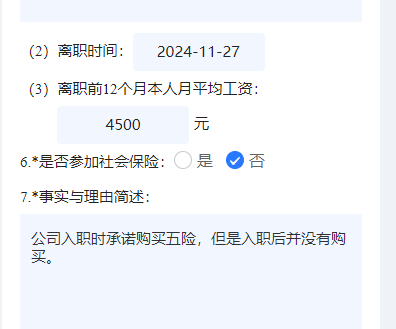 （2）离职时间：2024-11-27
（3）离职前12个月本人月平均工资：
4500 元
6.*是否参加社会保险：是 否
7.*事实与理由简述：
公司入职时承诺购买五险，但是入职后并没有购
买。